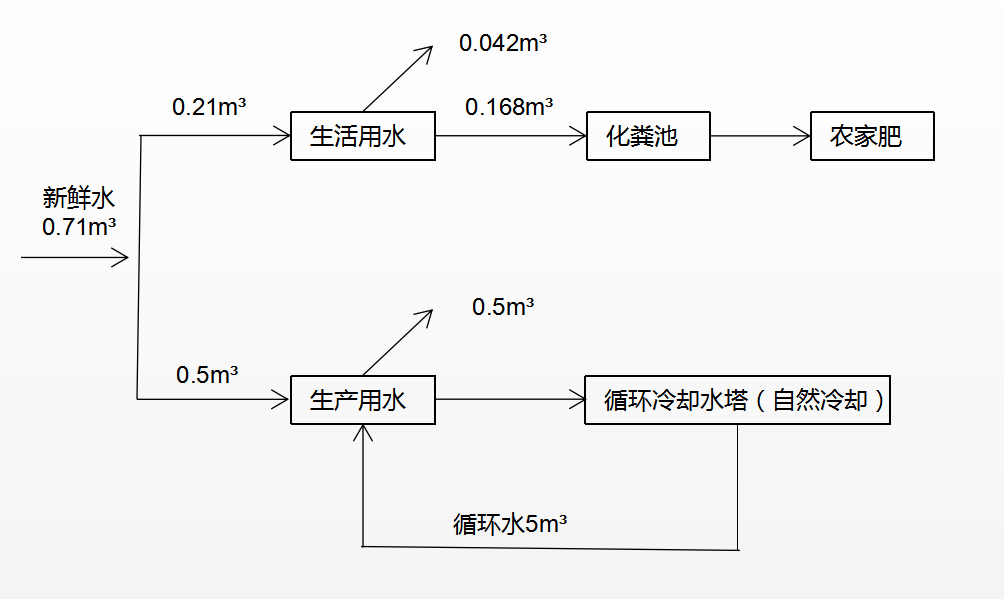 0.042m³
0.21m³
0.168m³
生活用水
化粪池
农家肥
新鲜水
0.71m³
0.5m³
0.5m³
生产用水
循环冷却水塔（自然冷却）
循环水5m³